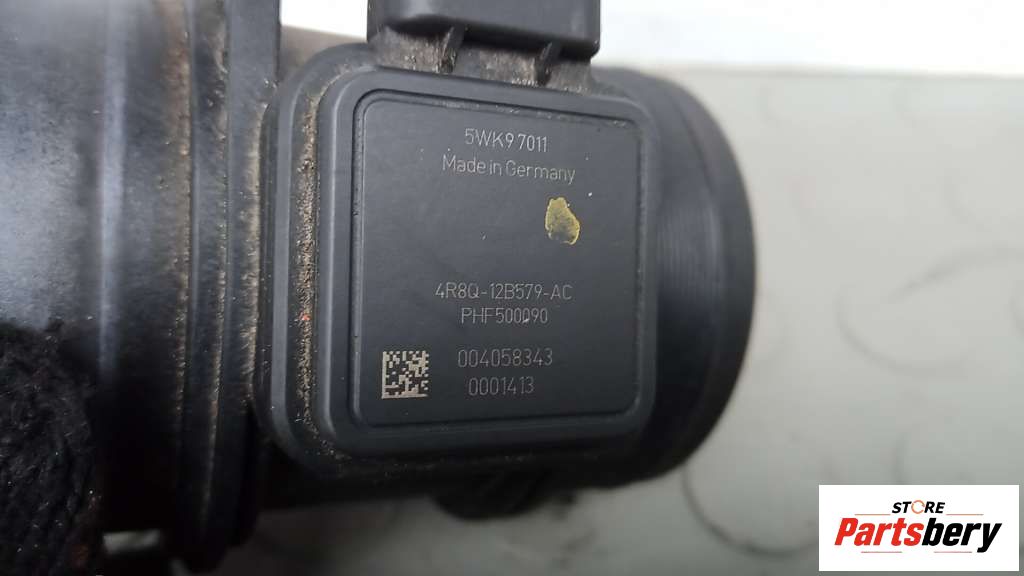 5WK9 7011
Made in Germany
4R8Q-12B579-AC
PHF500090
004058343
0001413
STORE
Partsbery